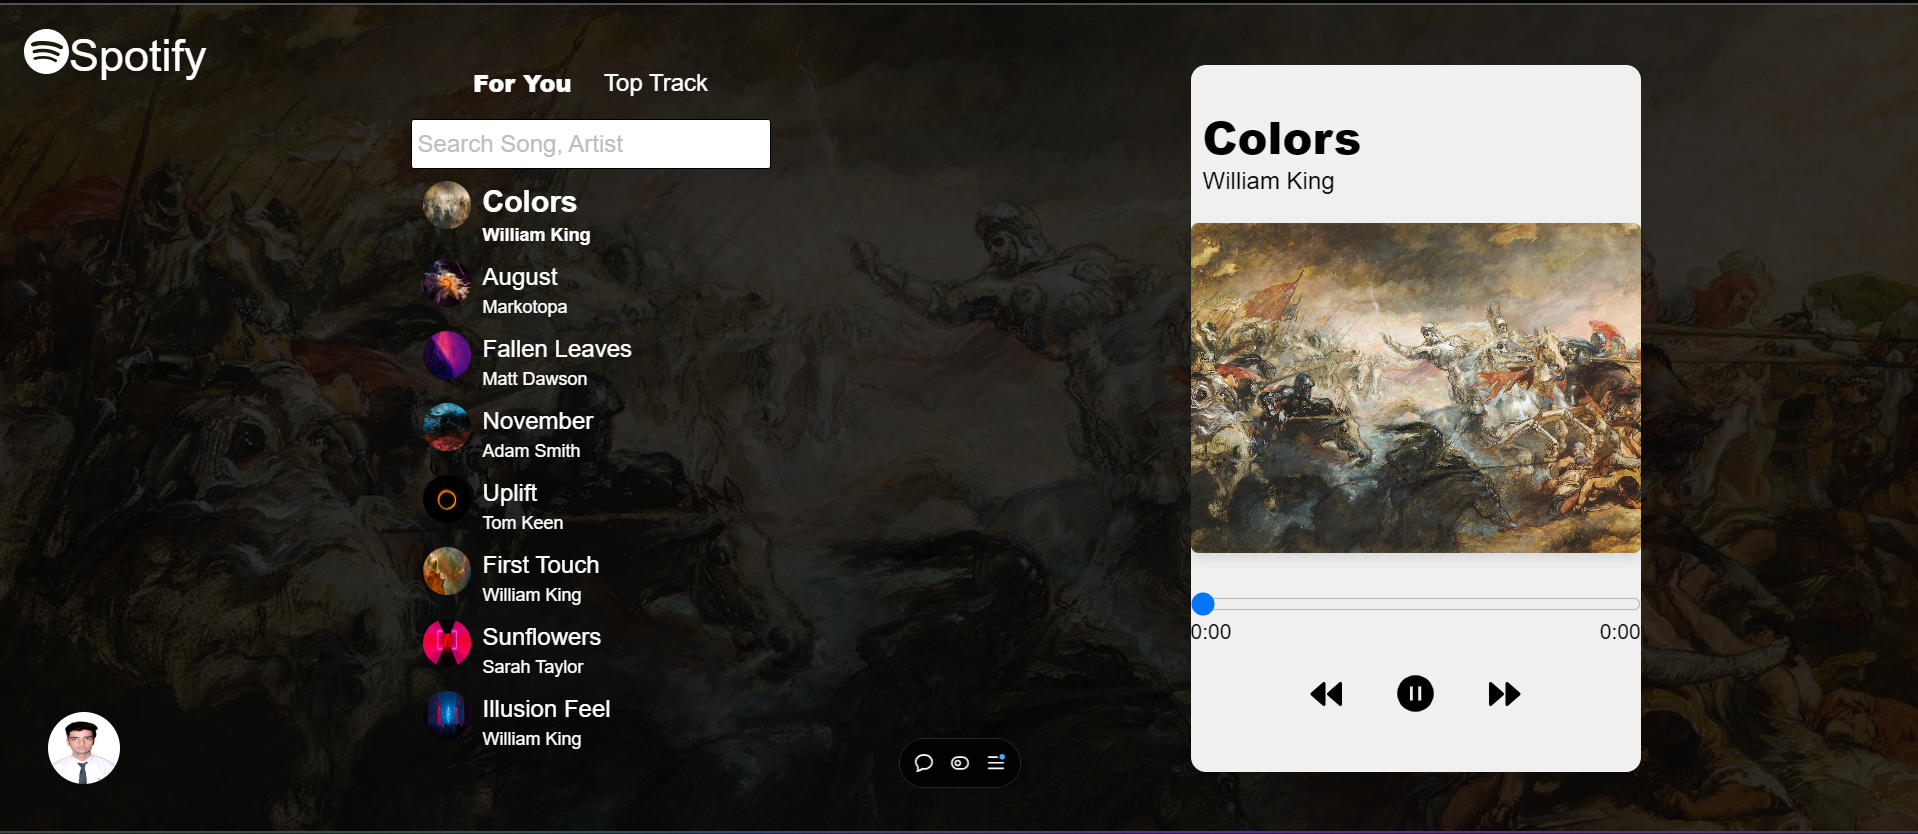 Spotify
For You Top Track
Search Song, Artist
Colors
William King
August
Markotopa
Fallen Leaves
Matt Dawson
November
Adam Smith
Uplift
Tom Keen
First Touch
William King
Sunflowers
Sarah Taylor
Illusion Feel
William King
Colors
William King
0:00 0:00